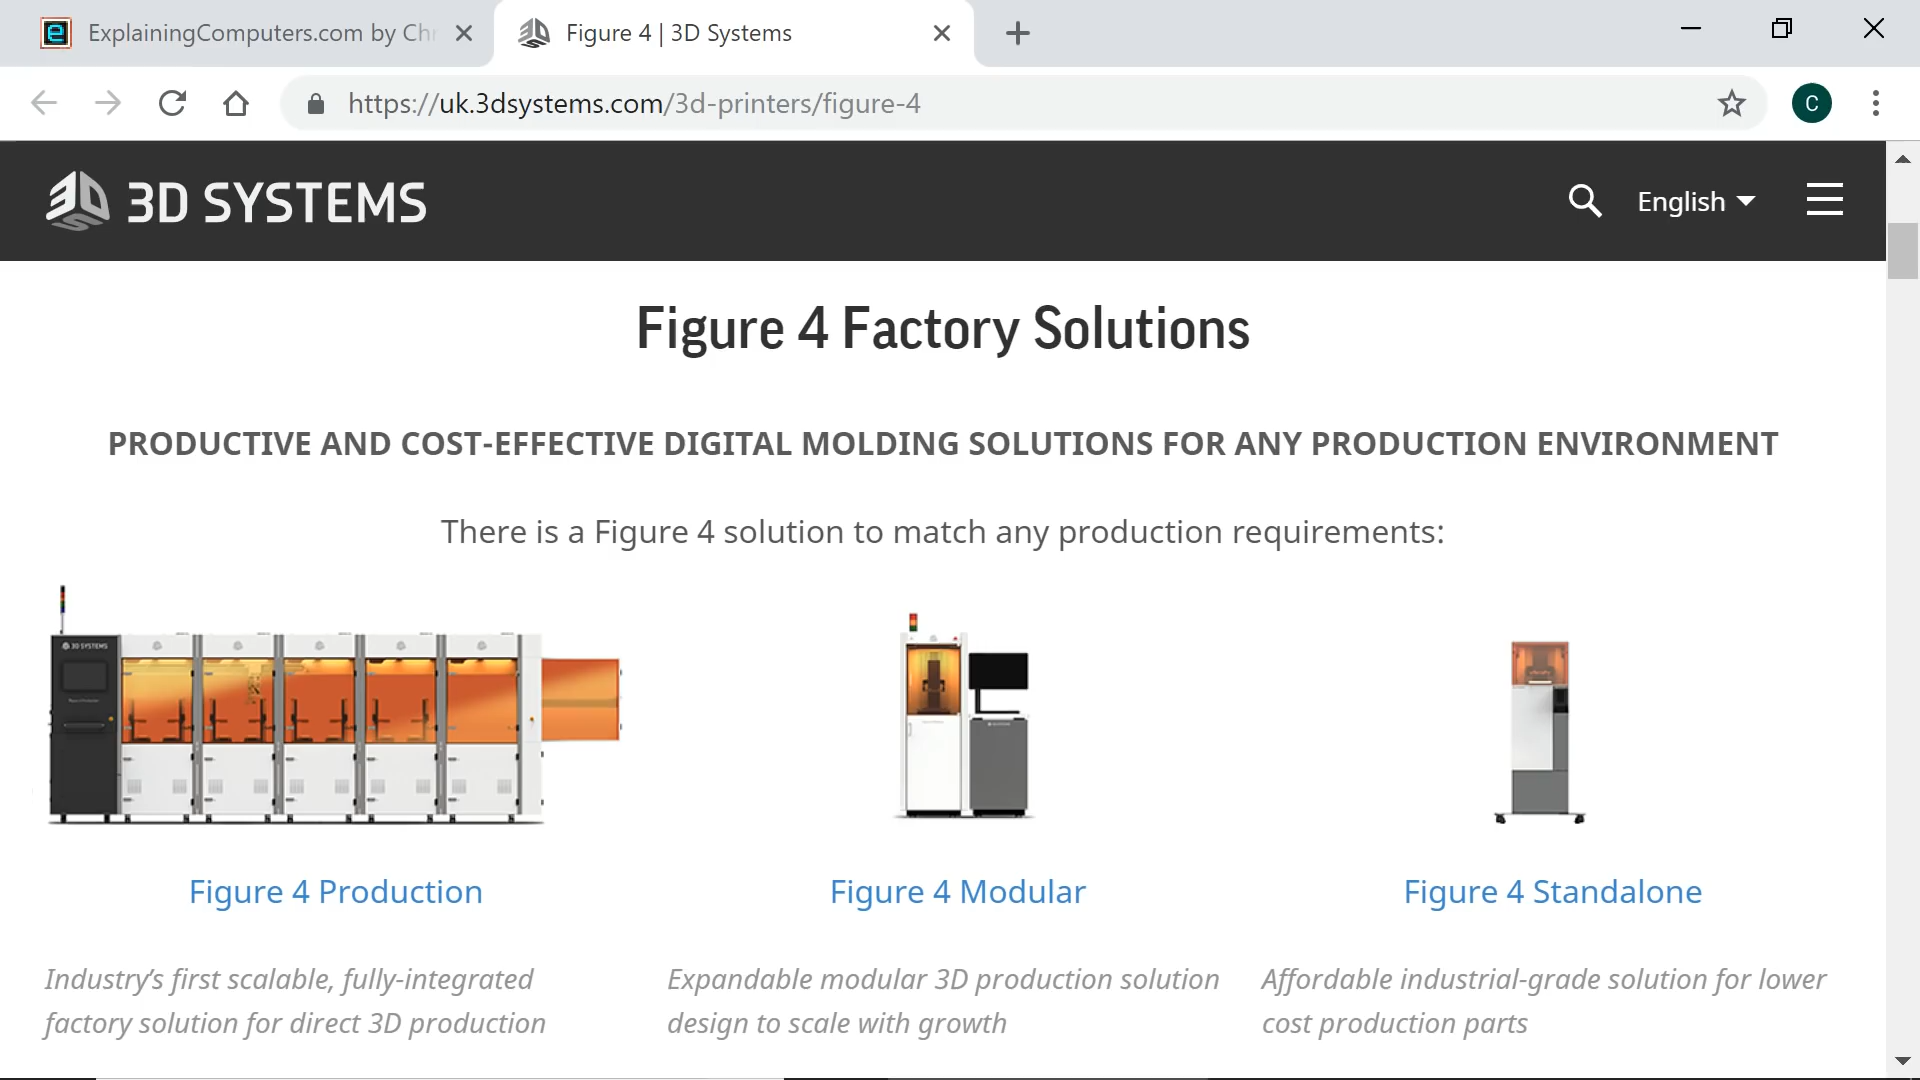 ExplainingComputers.com by Ch
Figure 4 | 3D Systems
https://uk.3dsystems.com/3d-printers/figure-4
C
3D SYSTEMS
English
Figure 4 Factory Solutions
PRODUCTIVE AND COST-EFFECTIVE DIGITAL MOLDING SOLUTIONS FOR ANY PRODUCTION ENVIRONMENT
There is a Figure 4 solution to match any production requirements:
3D SYSTEMS
Figure 4 Production
Figure 4 Modular
Figure 4 Standalone
Industry's first scalable, fully-integrated
factory solution for direct 3D production
Expandable modular 3D production solution
design to scale with growth
Affordable industrial-grade solution for lower
cost production parts